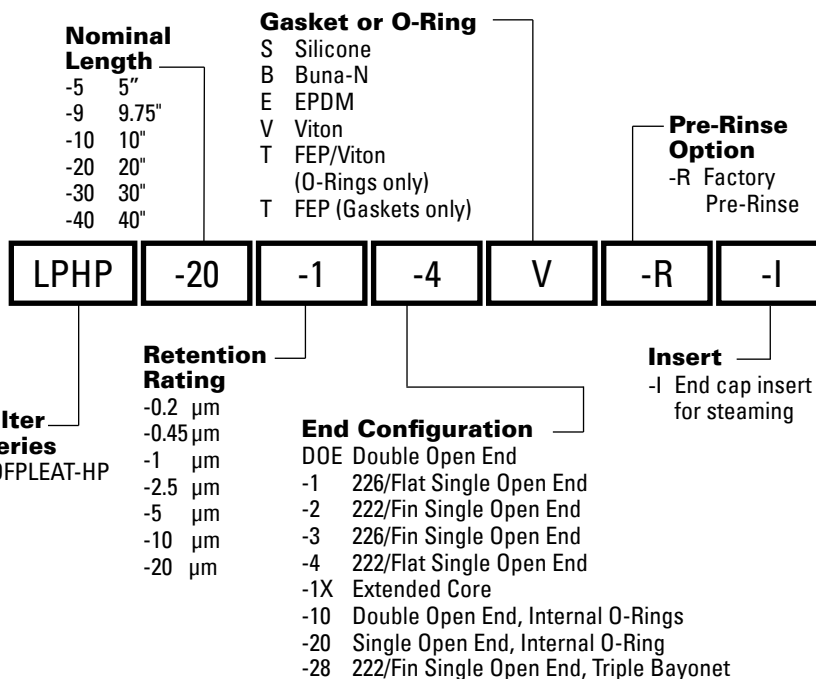 Nominal
Length
-5 5”
-9 9.75"
-10 10"
-20 20"
-30 30"
-40 40"
Gasket or O-Ring
S Silicone
B Buna-N
E EPDM
V Viton
T FEP/Viton
(O-Rings only)
T FEP (Gaskets only)
Pre-Rinse
Option
-R Factory
Pre-Rinse
LPHP -20 -1 -4 V -R -I
Retention
Rating
-0.2 µm
-0.45 µm
-1 µm
-2.5 µm
-5 µm
-10 µm
-20 µm
End Configuration
DOE Double Open End
-1 226/Flat Single Open End
-2 222/Fin Single Open End
-3 226/Fin Single Open End
-4 222/Flat Single Open End
-1X Extended Core
-10 Double Open End, Internal O-Rings
-20 Single Open End, Internal O-Ring
-28 222/Fin Single Open End, Triple Bayonet
Insert
-I End cap insert
for steaming
lter
eries
OFPLEAT-HP